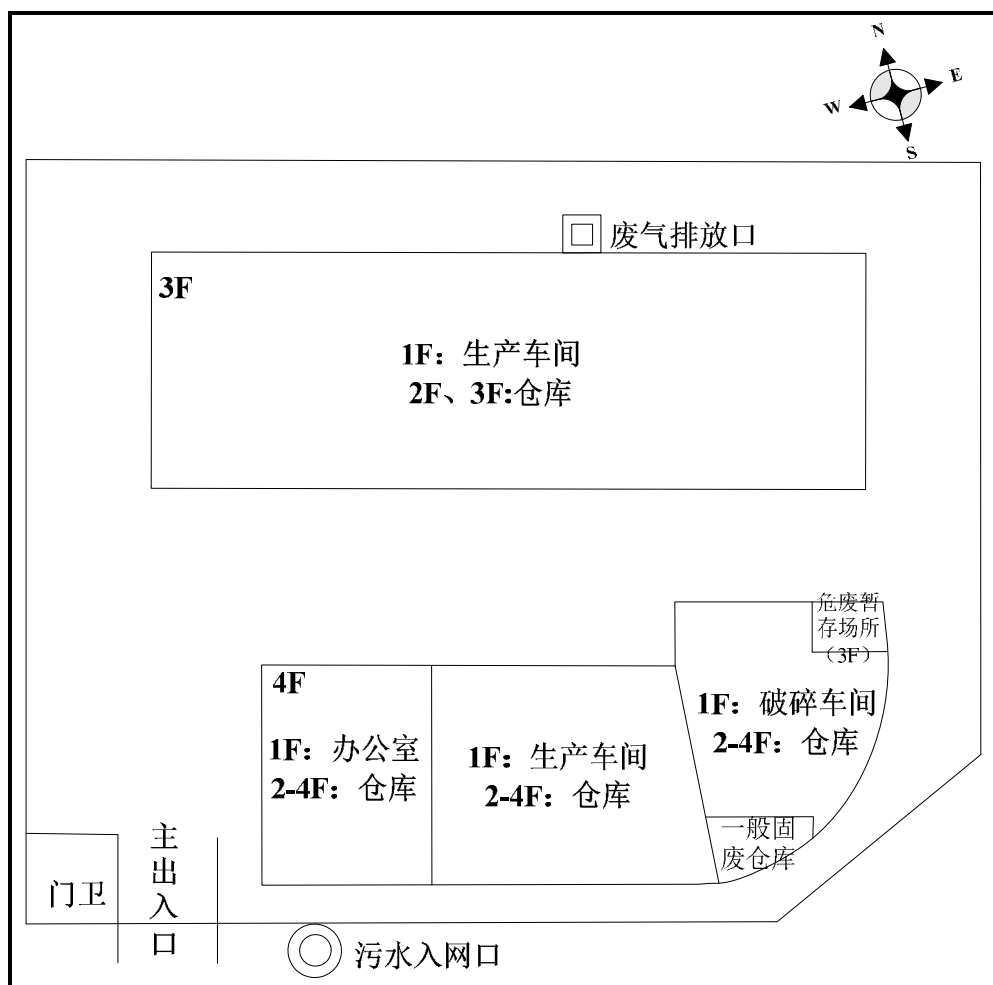 N
E
W
S
废气排放口
3F
1F：生产车间
2F、3F:仓库
危废暂
存场所
（3F）
4F
1F：破碎车间
2-4F：仓库
1F：办公室
2-4F：仓库
1F：生产车间
2-4F：仓库
一般固
废仓库
门卫
主
出
入
口
污水入网口